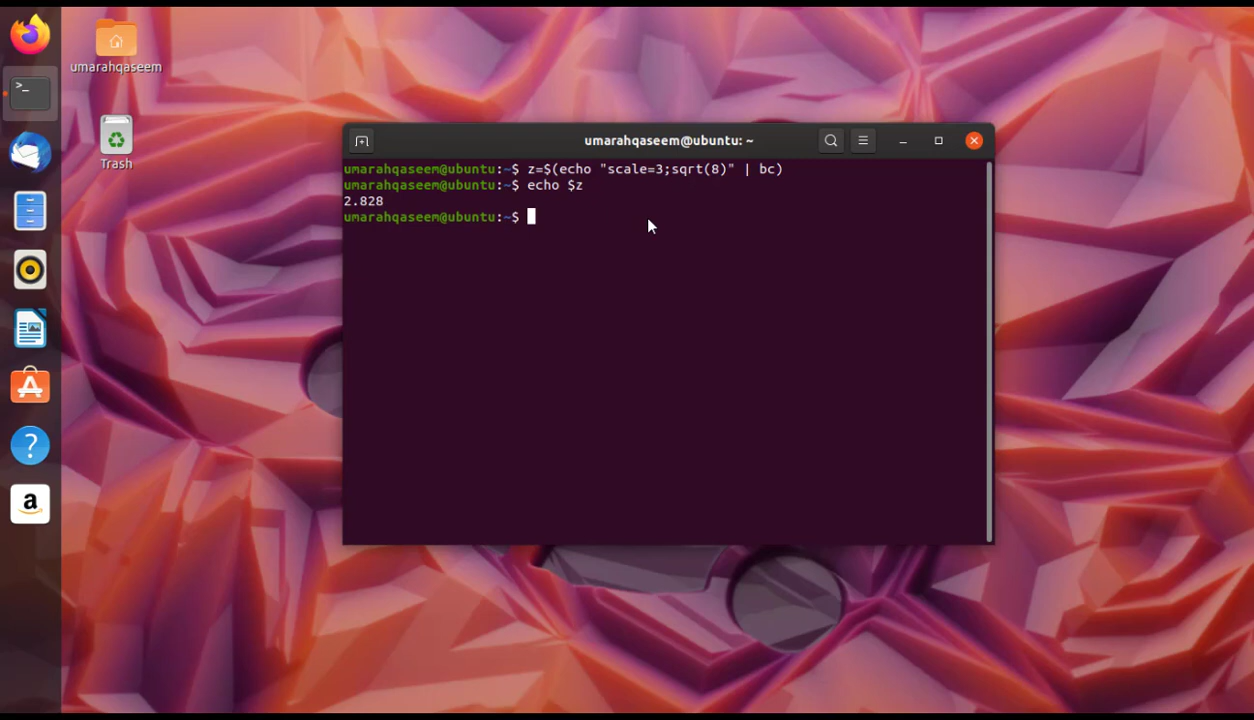 umarahqaseem
Trash
umarahqaseem@ubuntu: ~
umarahqaseem@ubuntu:~$ z=$(echo "scale=3;sqrt(8)" | bc)
umarahqaseem@ubuntu:~$ echo $z
2.828
umarahqaseem@ubuntu:~$
>_
?
a